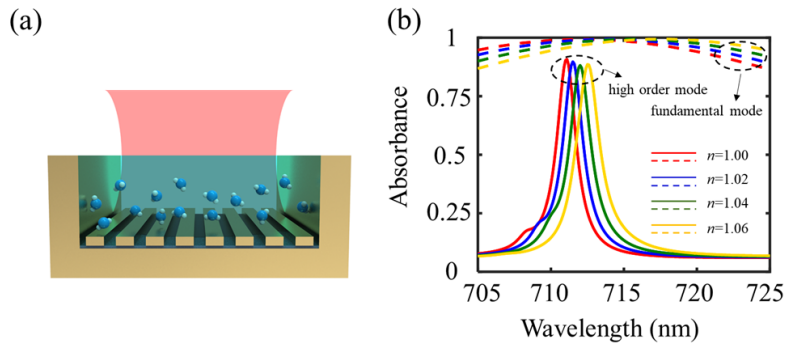 (a)
(b)
1
0.75
0.5
0.25
0
Absorbance
high order mode
fundamental mode
n=1.00
n=1.02
n=1.04
n=1.06
705 710 715 720 725
Wavelength (nm)